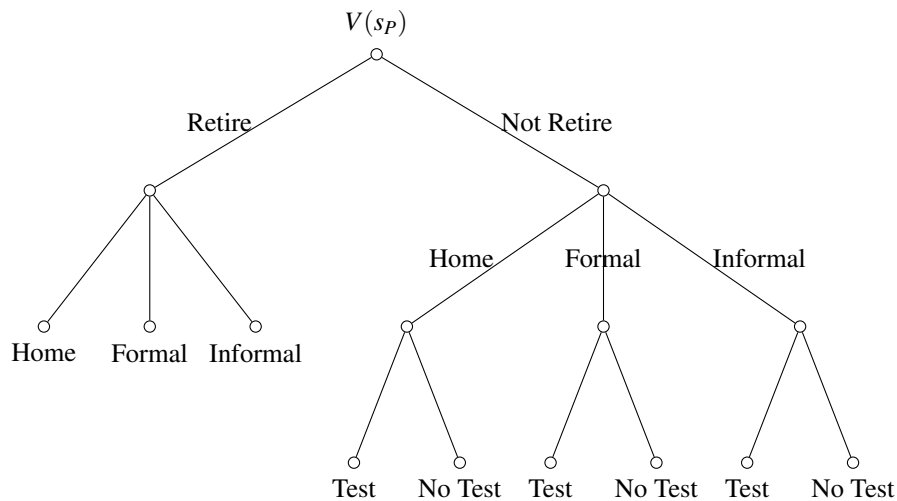 V(s_P)
Retire
Not Retire
Home
Formal
Informal
Home
Formal
Informal
Test
No Test
Test
No Test
Test
No Test